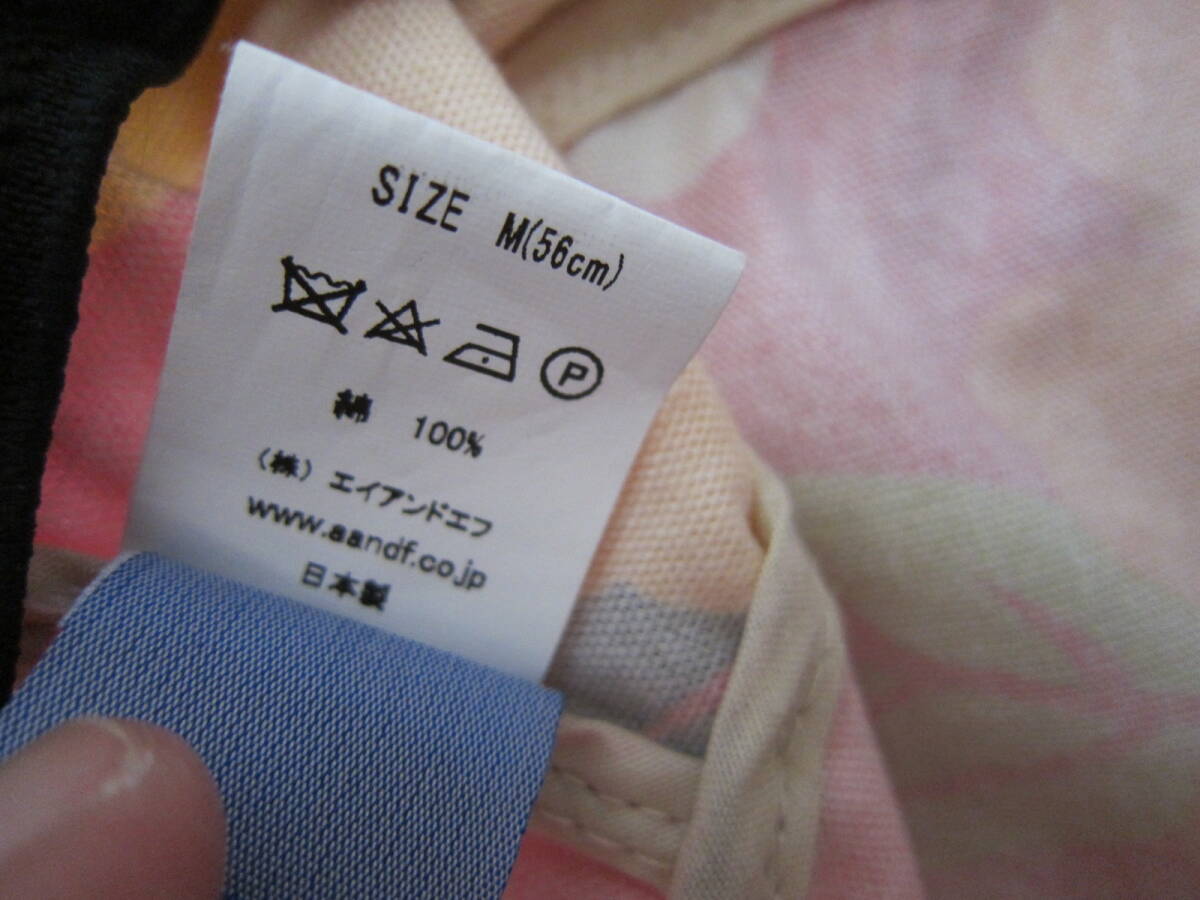 SIZE M(56cm)
P
綿 100%
(株) エイアンドエフ
www.aandf.co.jp
日本製